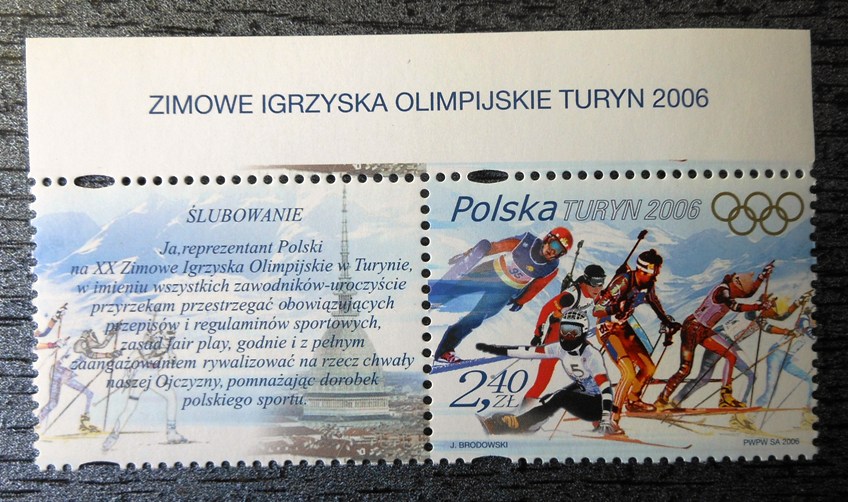 ZIMOWE IGRZYSKA OLIMPIJSKIE TURYN 2006
ŚLUBOWANIE
Ja,reprezentant Polski
na XX Zimowe Igrzyska Olimpijskie w Turynie,
w imieniu wszystkich zawodników-uroczyście
przyrzekam przestrzegać obowiązujących
przepisów i regulaminów sportowych,
zasad fair play, godnie i z pełnym
zaangażowaniem rywalizować na rzecz chwały
naszej Ojczyzny, pomnażając dorobek
polskiego sportu.
Polska TURYN 2006
95
5
2,40 ZŁ
J. BRODOWSKI
PWPW SA 2006